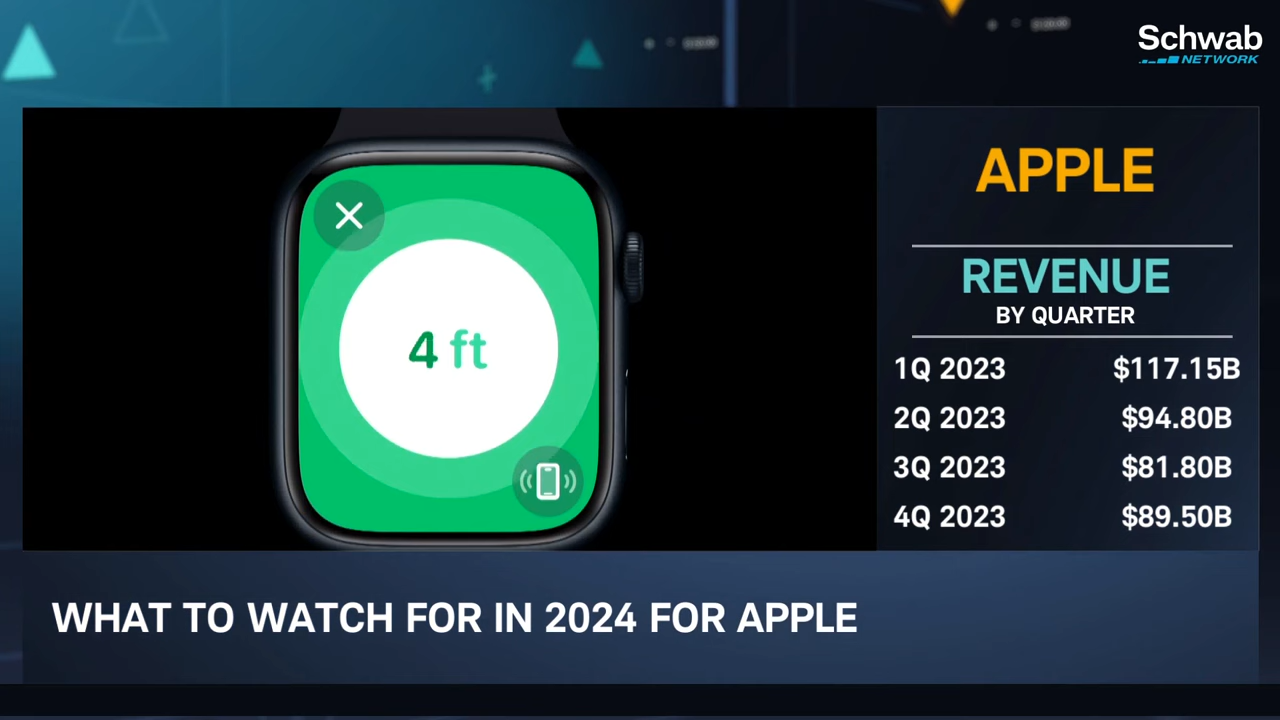 Schwab
NETWORK
4 ft
APPLE
REVENUE
BY QUARTER
1Q 2023 $117.15B
2Q 2023 $94.80B
3Q 2023 $81.80B
4Q 2023 $89.50B
WHAT TO WATCH FOR IN 2024 FOR APPLE